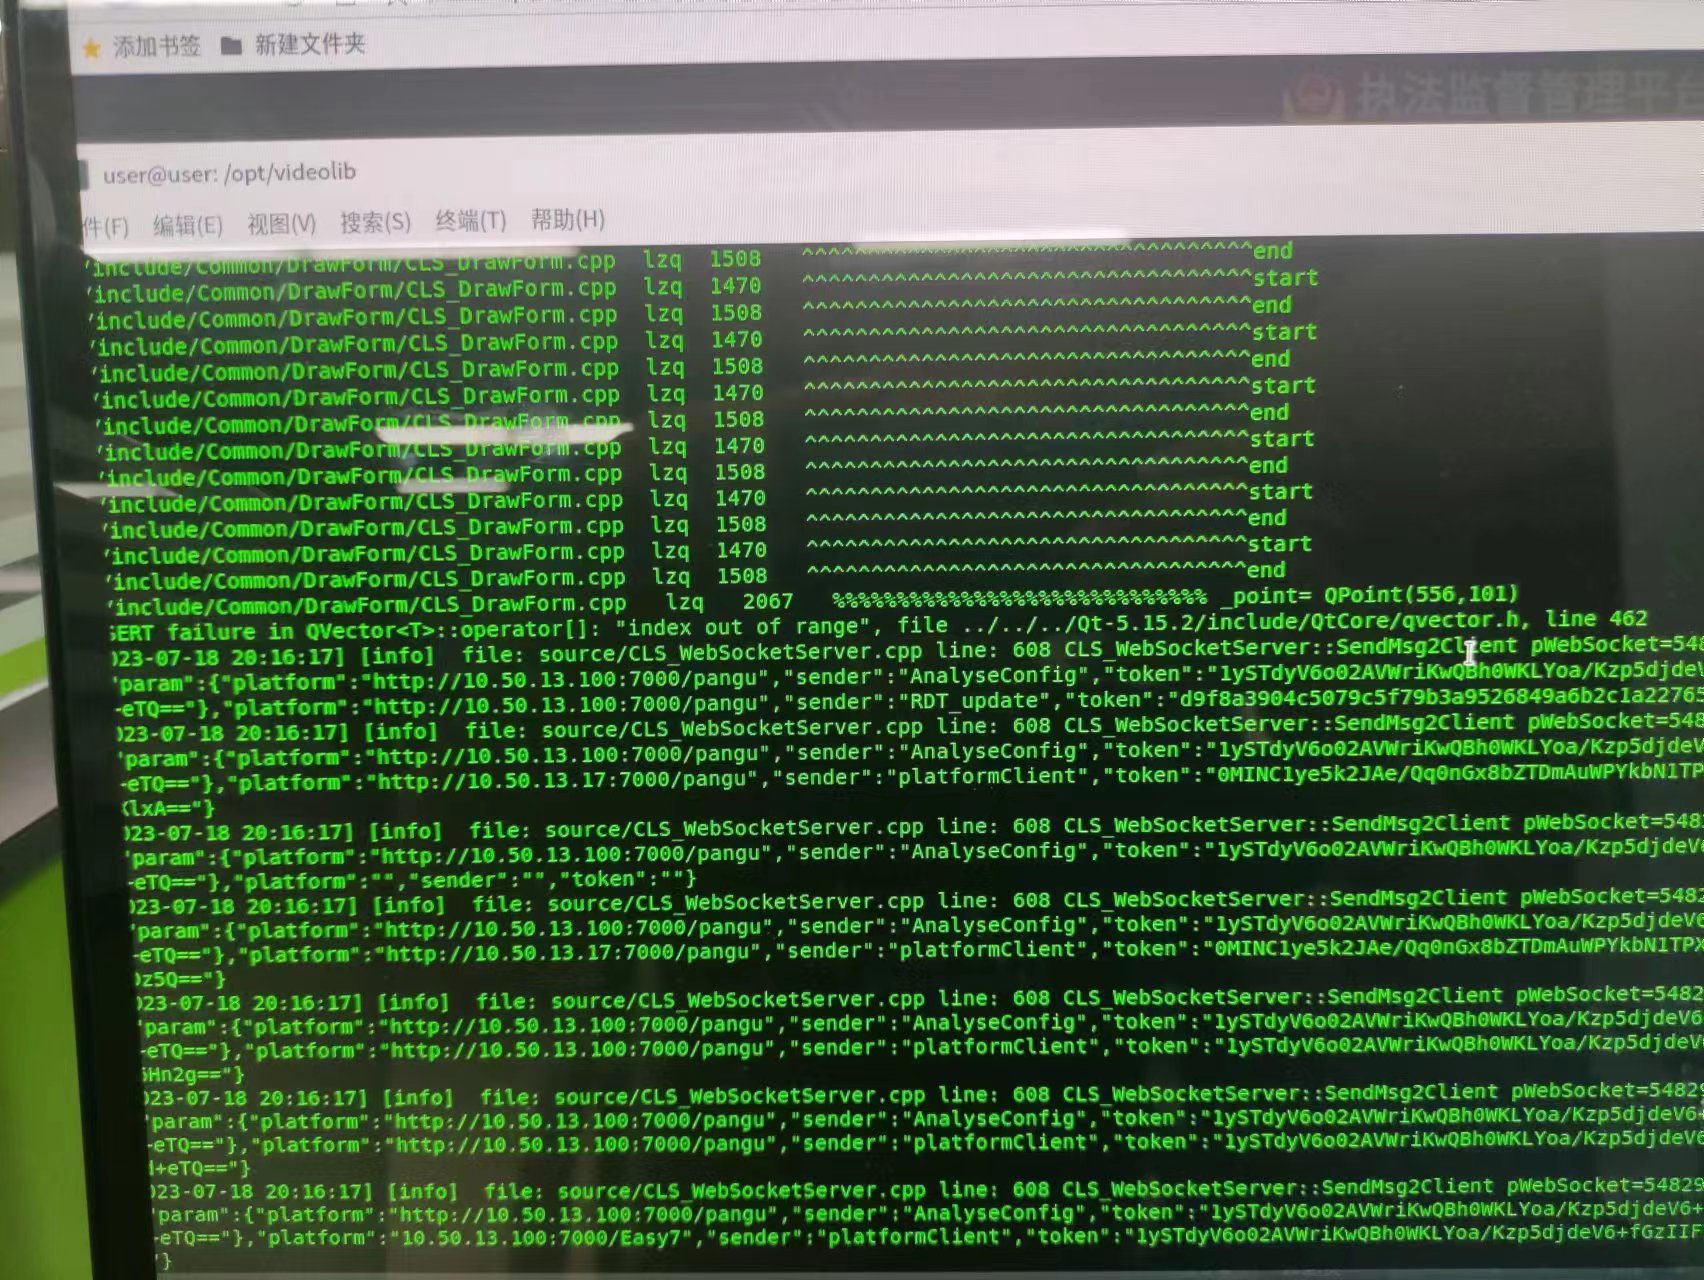 添加书签 新建文件夹
执法监督管理平台
user@user: /opt/videolib
件(F) 编辑(E) 视图(V) 搜索(S) 终端(T) 帮助(H)
'include/Common/DrawForm/CLS_DrawForm.cpp lzq 1508 ^^^^^^^^^^^^^^^^^^^^^^^^^^^^^^^^^^^end
'include/Common/DrawForm/CLS_DrawForm.cpp lzq 1470 ^^^^^^^^^^^^^^^^^^^^^^^^^^^^^^^^^^^start
'include/Common/DrawForm/CLS_DrawForm.cpp lzq 1508 ^^^^^^^^^^^^^^^^^^^^^^^^^^^^^^^^^^^end
'include/Common/DrawForm/CLS_DrawForm.cpp lzq 1470 ^^^^^^^^^^^^^^^^^^^^^^^^^^^^^^^^^^^start
'include/Common/DrawForm/CLS_DrawForm.cpp lzq 1508 ^^^^^^^^^^^^^^^^^^^^^^^^^^^^^^^^^^^end
'include/Common/DrawForm/CLS_DrawForm.cpp lzq 1470 ^^^^^^^^^^^^^^^^^^^^^^^^^^^^^^^^^^^start
'include/Common/DrawForm/CLS_DrawForm.cpp lzq 1508 ^^^^^^^^^^^^^^^^^^^^^^^^^^^^^^^^^^^end
'include/Common/DrawForm/CLS_DrawForm.cpp lzq 1470 ^^^^^^^^^^^^^^^^^^^^^^^^^^^^^^^^^^^start
'include/Common/DrawForm/CLS_DrawForm.cpp lzq 1508 ^^^^^^^^^^^^^^^^^^^^^^^^^^^^^^^^^^^end
'include/Common/DrawForm/CLS_DrawForm.cpp lzq 1470 ^^^^^^^^^^^^^^^^^^^^^^^^^^^^^^^^^^^start
'include/Common/DrawForm/CLS_DrawForm.cpp lzq 1508 ^^^^^^^^^^^^^^^^^^^^^^^^^^^^^^^^^^^end
'include/Common/DrawForm/CLS_DrawForm.cpp lzq 1470 ^^^^^^^^^^^^^^^^^^^^^^^^^^^^^^^^^^^start
'include/Common/DrawForm/CLS_DrawForm.cpp lzq 1508 ^^^^^^^^^^^^^^^^^^^^^^^^^^^^^^^^^^^end
'include/Common/DrawForm/CLS_DrawForm.cpp lzq 2067 %%%%%%%%%%%%%%%%%%%%%%%%%%%%% _point= QPoint(556,101)
SERT failure in QVector<T>::operator[]: "index out of range", file ../../../Qt-5.15.2/include/QtCore/qvector.h, line 462
023-07-18 20:16:17] [info] file: source/CLS_WebSocketServer.cpp line: 608 CLS_WebSocketServer::SendMsg2Client pWebSocket=548
'param":{"platform":"http://10.50.13.100:7000/pangu","sender":"AnalyseConfig","token":"1ySTdyV6o02AVWriKwQBh0WKLYoa/Kzp5djdeV
-eTQ=="},"platform":"http://10.50.13.100:7000/pangu","sender":"RDT_update","token":"d9f8a3904c5079c5f79b3a9526849a6b2c1a22765
023-07-18 20:16:17] [info] file: source/CLS_WebSocketServer.cpp line: 608 CLS_WebSocketServer::SendMsg2Client pWebSocket=548
'param":{"platform":"http://10.50.13.100:7000/pangu","sender":"AnalyseConfig","token":"1ySTdyV6o02AVWriKwQBh0WKLYoa/Kzp5djdeV
-eTQ=="},"platform":"http://10.50.13.17:7000/pangu","sender":"platformClient","token":"0MINC1ye5k2JAe/Qq0nGx8bZTDmAuWPYkbN1TP
KlxA=="}
023-07-18 20:16:17] [info] file: source/CLS_WebSocketServer.cpp line: 608 CLS_WebSocketServer::SendMsg2Client pWebSocket=548
'param":{"platform":"http://10.50.13.100:7000/pangu","sender":"AnalyseConfig","token":"1ySTdyV6o02AVWriKwQBh0WKLYoa/Kzp5djdeV
-eTQ=="},"platform":"","sender":"","token":""}
023-07-18 20:16:17] [info] file: source/CLS_WebSocketServer.cpp line: 608 CLS_WebSocketServer::SendMsg2Client pWebSocket=548
'param":{"platform":"http://10.50.13.100:7000/pangu","sender":"AnalyseConfig","token":"1ySTdyV6o02AVWriKwQBh0WKLYoa/Kzp5djdeV6
-eTQ=="},"platform":"http://10.50.13.17:7000/pangu","sender":"platformClient","token":"0MINC1ye5k2JAe/Qq0nGx8bZTDmAuWPYkbN1TPX
Dz5Q=="}
023-07-18 20:16:17] [info] file: source/CLS_WebSocketServer.cpp line: 608 CLS_WebSocketServer::SendMsg2Client pWebSocket=5482
'param":{"platform":"http://10.50.13.100:7000/pangu","sender":"AnalyseConfig","token":"1ySTdyV6o02AVWriKwQBh0WKLYoa/Kzp5djdeV6
-eTQ=="},"platform":"http://10.50.13.100:7000/pangu","sender":"platformClient","token":"1ySTdyV6o02AVWriKwQBh0WKLYoa/Kzp5djdeV
6Hn2g=="}
023-07-18 20:16:17] [info] file: source/CLS_WebSocketServer.cpp line: 608 CLS_WebSocketServer::SendMsg2Client pWebSocket=54829
'param":{"platform":"http://10.50.13.100:7000/pangu","sender":"AnalyseConfig","token":"1ySTdyV6o02AVWriKwQBh0WKLYoa/Kzp5djdeV6
-eTQ=="},"platform":"http://10.50.13.100:7000/pangu","sender":"platformClient","token":"1ySTdyV6o02AVWriKwQBh0WKLYoa/Kzp5djdeV6
l+eTQ=="}
023-07-18 20:16:17] [info] file: source/CLS_WebSocketServer.cpp line: 608 CLS_WebSocketServer::SendMsg2Client pWebSocket=54829
'param":{"platform":"http://10.50.13.100:7000/pangu","sender":"AnalyseConfig","token":"1ySTdyV6o02AVWriKwQBh0WKLYoa/Kzp5djdeV6+
-eTQ=="},"platform":"10.50.13.100:7000/Easy7","sender":"platformClient","token":"1ySTdyV6o02AVWriKwQBh0WKLYoa/Kzp5djdeV6+fGzIIF
'}